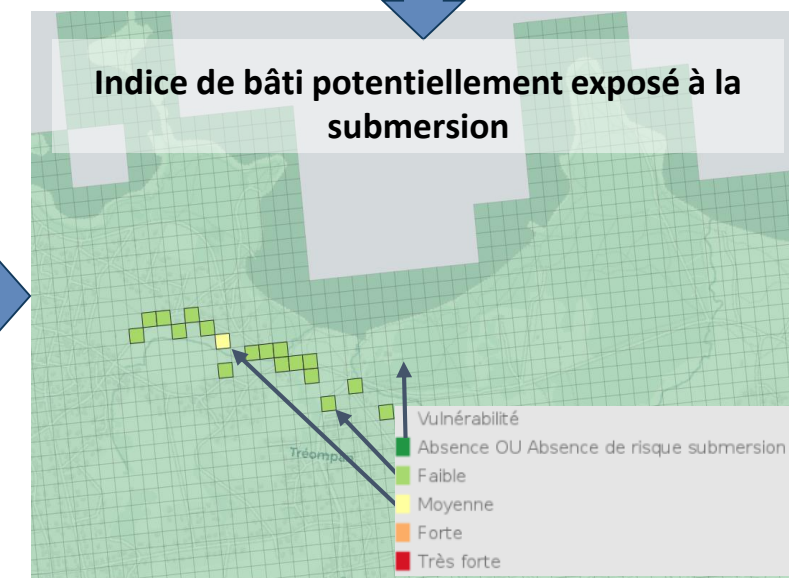 Indice de bâti potentiellement exposé à la
submersion
Tréompan
Vulnérabilité
Absence OU Absence de risque submersion
Faible
Moyenne
Forte
Très forte